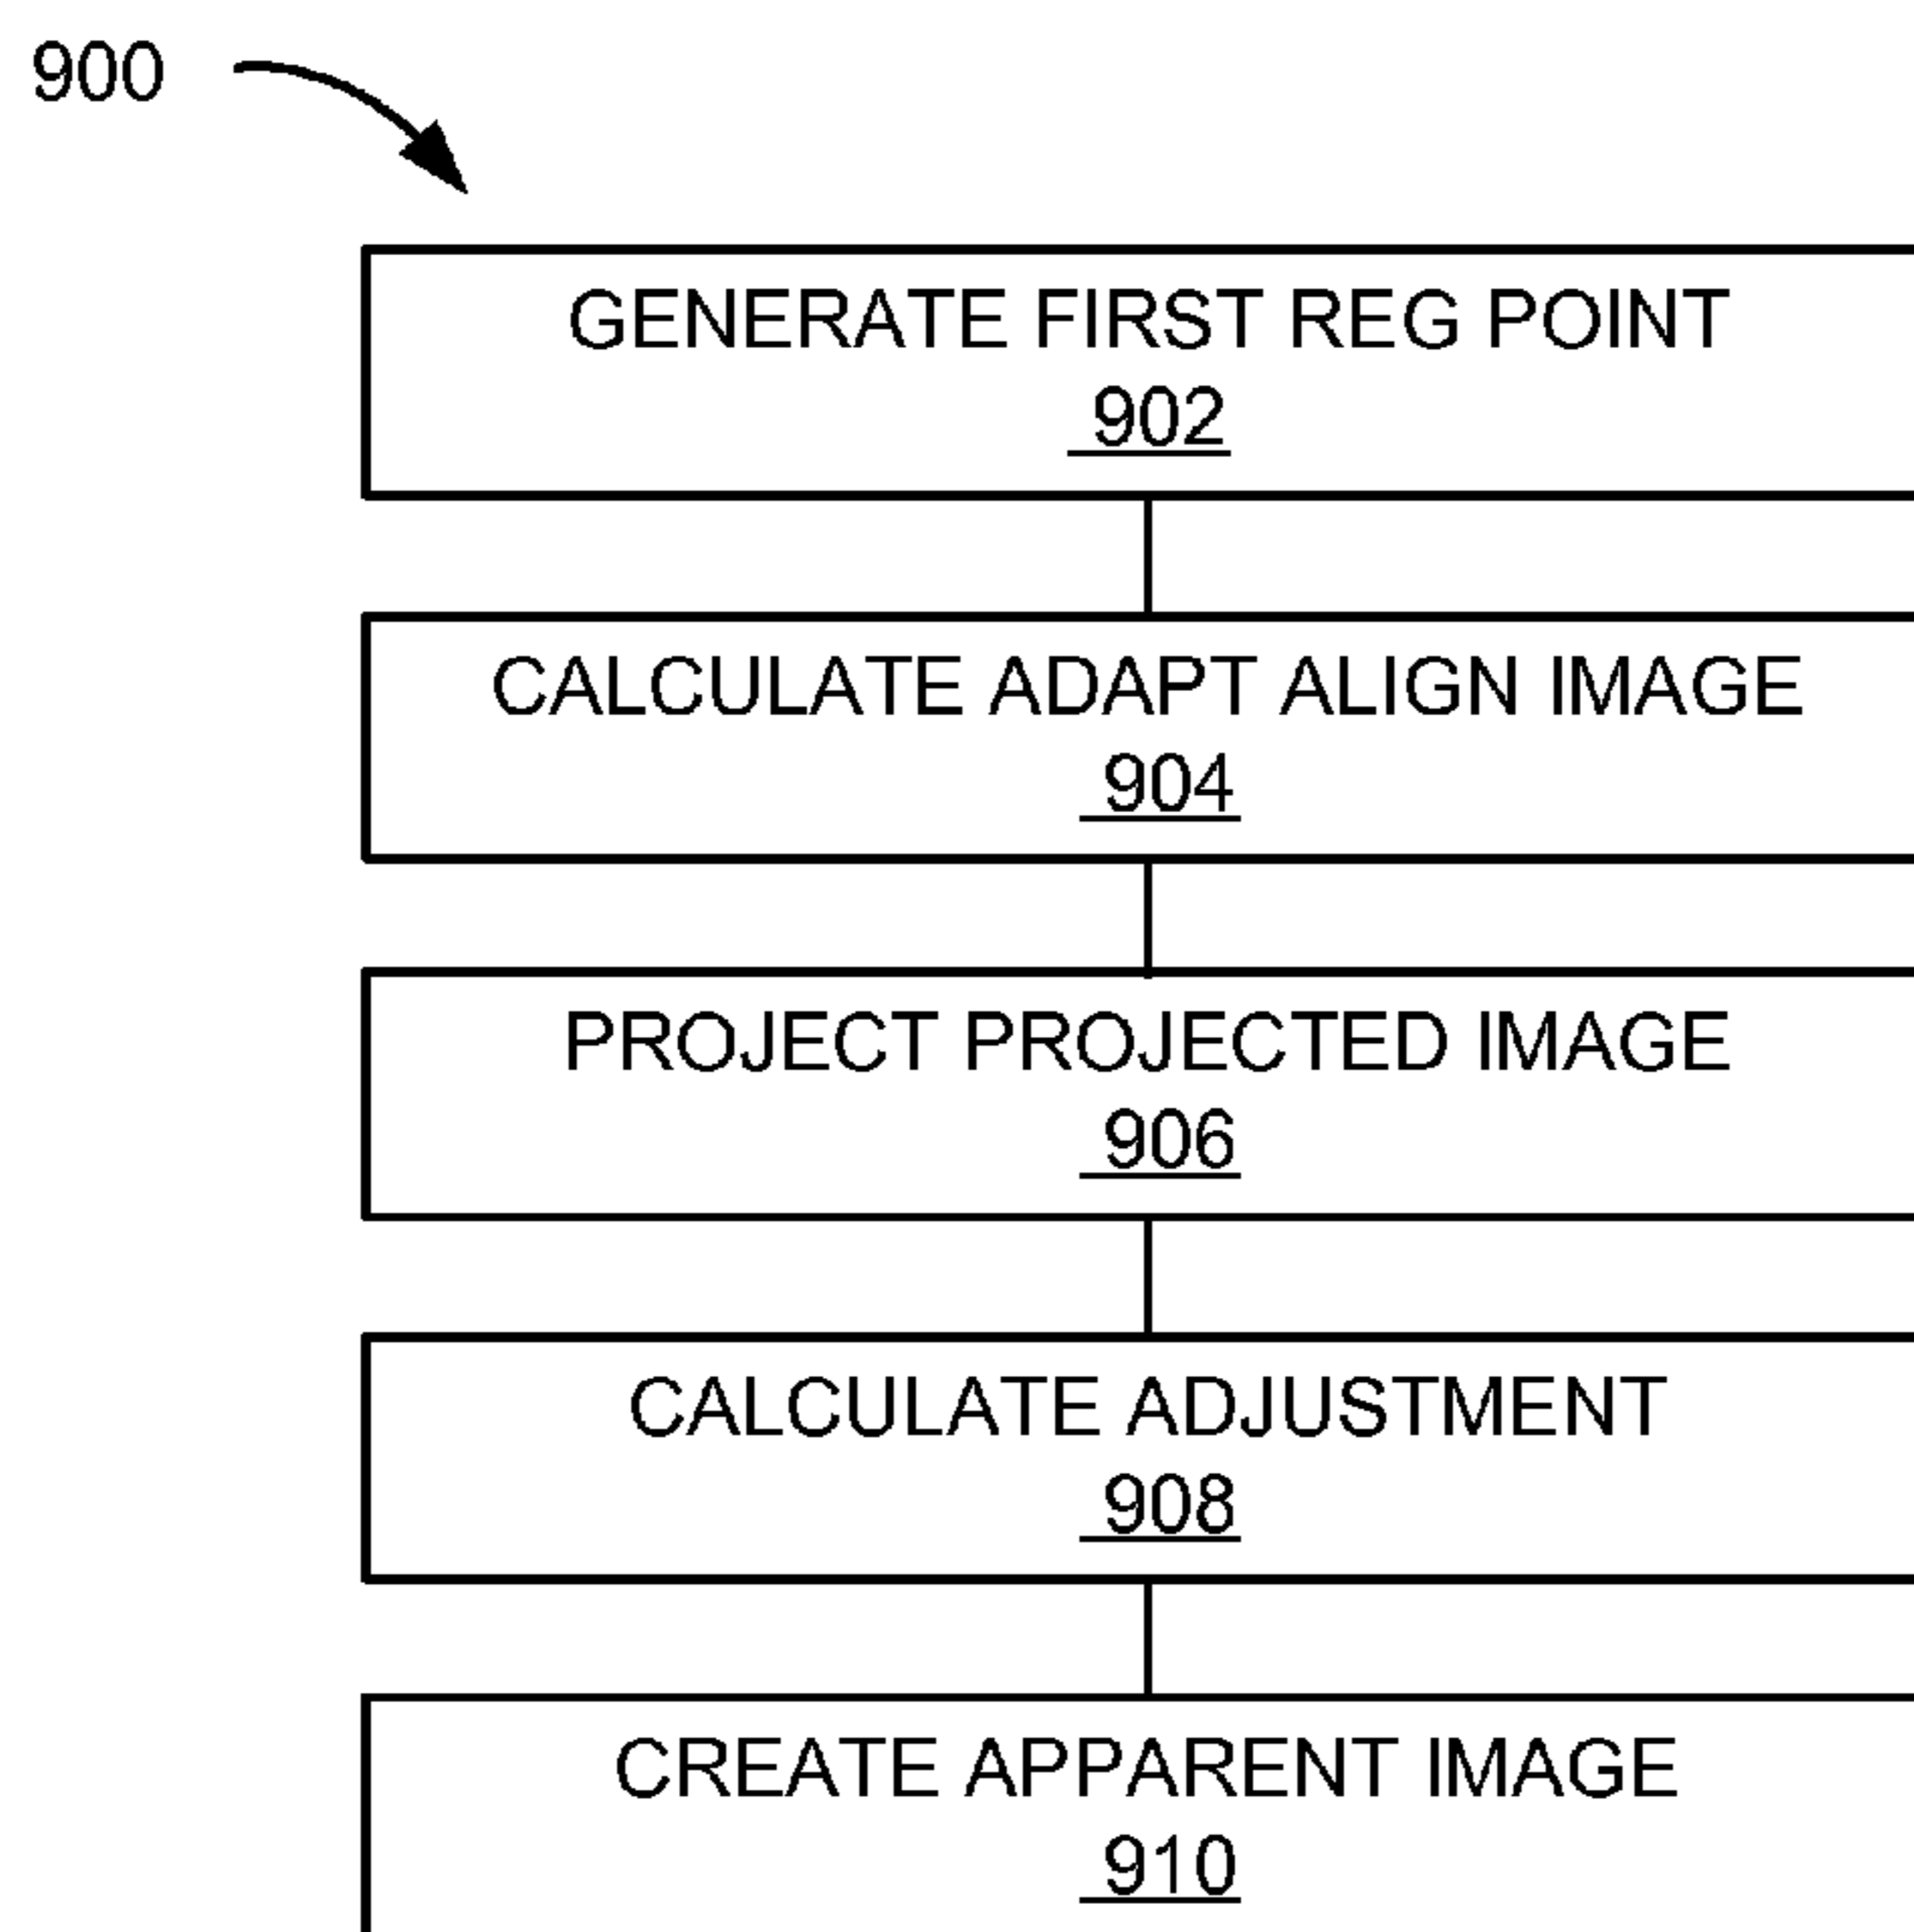 900
GENERATE FIRST REG POINT
902
CALCULATE ADAPT ALIGN IMAGE
904
PROJECT PROJECTED IMAGE
906
CALCULATE ADJUSTMENT
908
CREATE APPARENT IMAGE
910